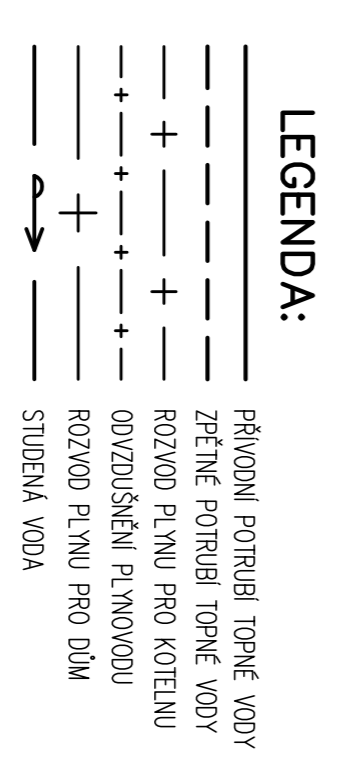 LEGENDA:
PŘÍVODNÍ POTRUBÍ TOPNÉ VODY
ZPĚTNÉ POTRUBÍ TOPNÉ VODY
ROZVOD PLYNU PRO KOTELNU
ODVZDUŠNĚNÍ PLYNOVODU
ROZVOD PLYNU PRO DŮM
STUDENÁ VODA